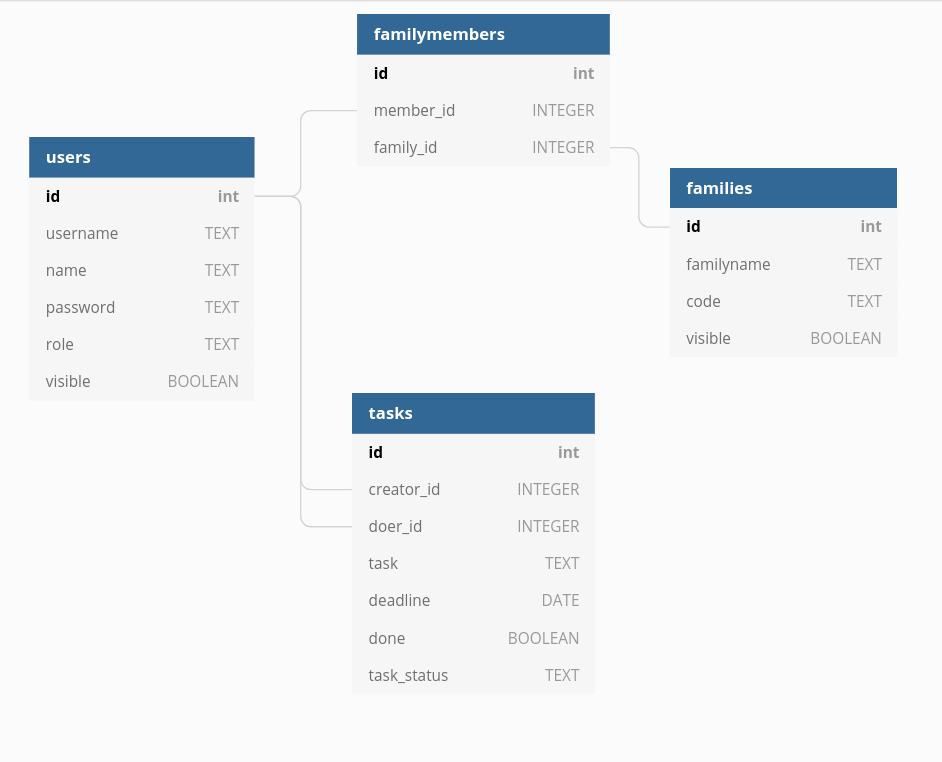 familymembers
id int
member_id INTEGER
family_id INTEGER
users
id int
username TEXT
name TEXT
password TEXT
role TEXT
visible BOOLEAN
families
id int
familyname TEXT
code TEXT
visible BOOLEAN
tasks
id int
creator_id INTEGER
doer_id INTEGER
task TEXT
deadline DATE
done BOOLEAN
task_status TEXT